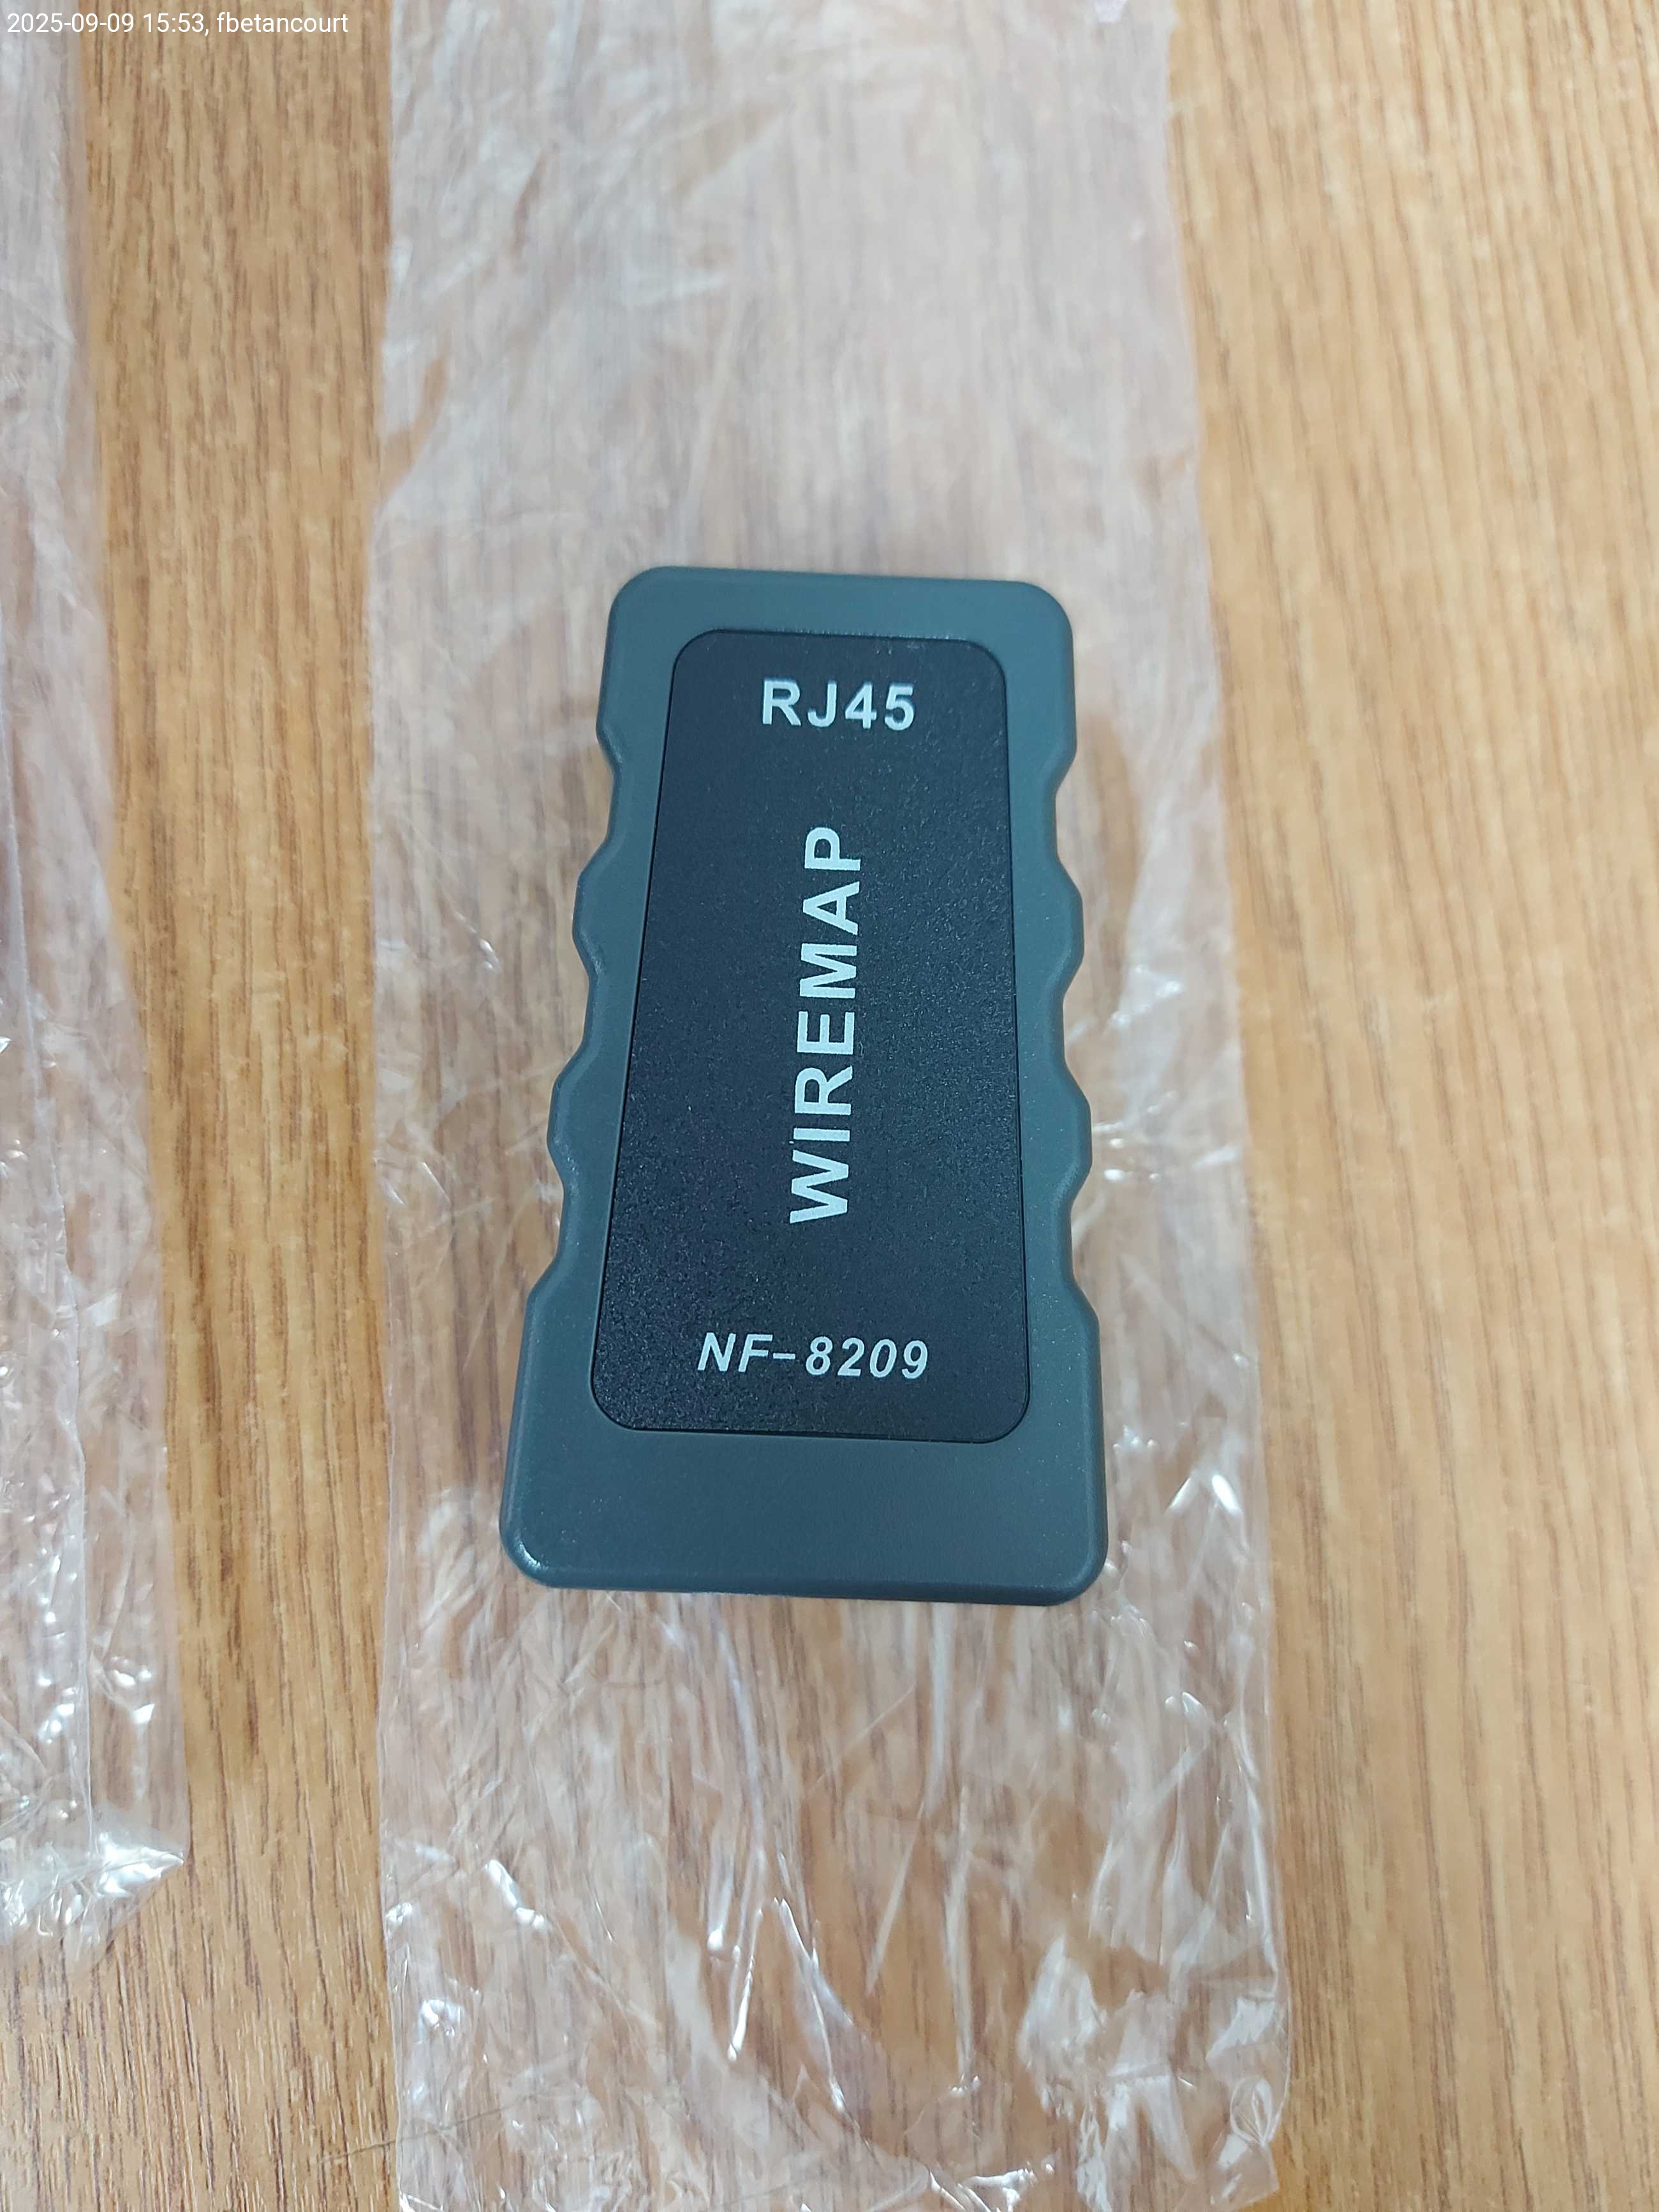 2025-09-09 15:53, fbetancourt
RJ45
WIREMAP
NF-8209